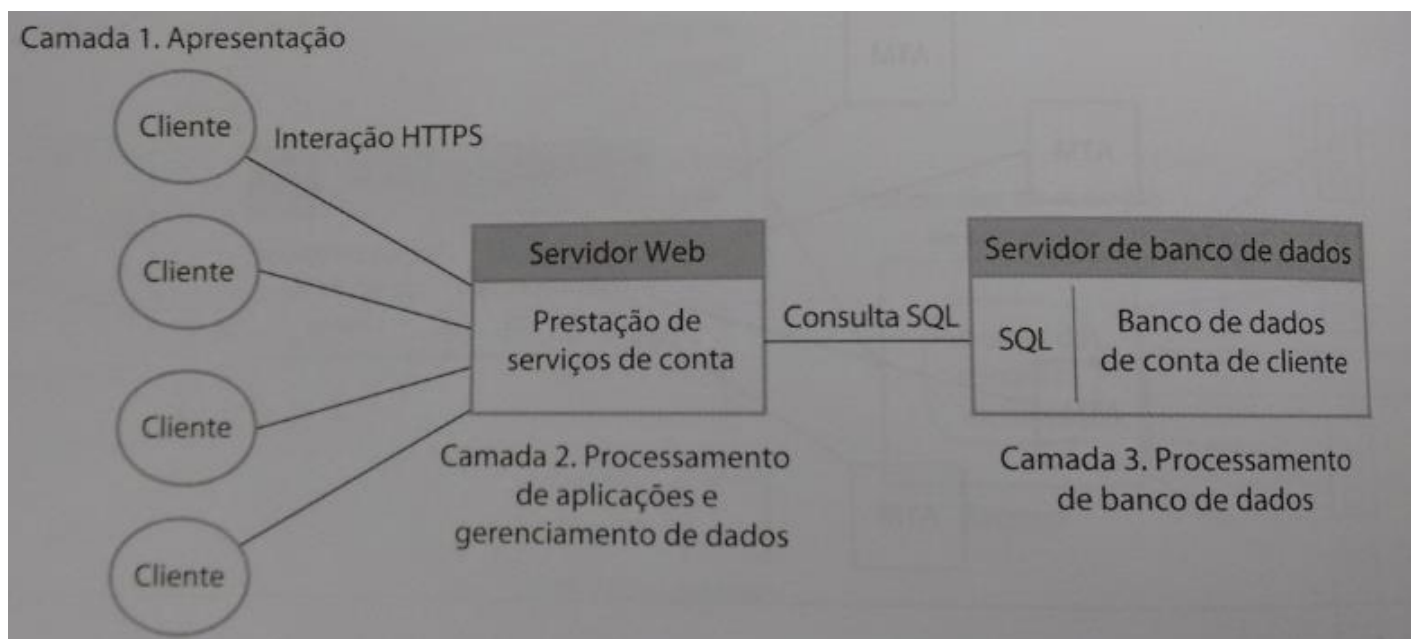 Camada 1. Apresentação
Cliente
Interação HTTPS
Cliente
Cliente
Cliente
Servidor Web
Prestação de
serviços de conta
Camada 2. Processamento
de aplicações e
gerenciamento de dados
Consulta SQL
Servidor de banco de dados
SQL
Banco de dados
de conta de cliente
Camada 3. Processamento
de banco de dados